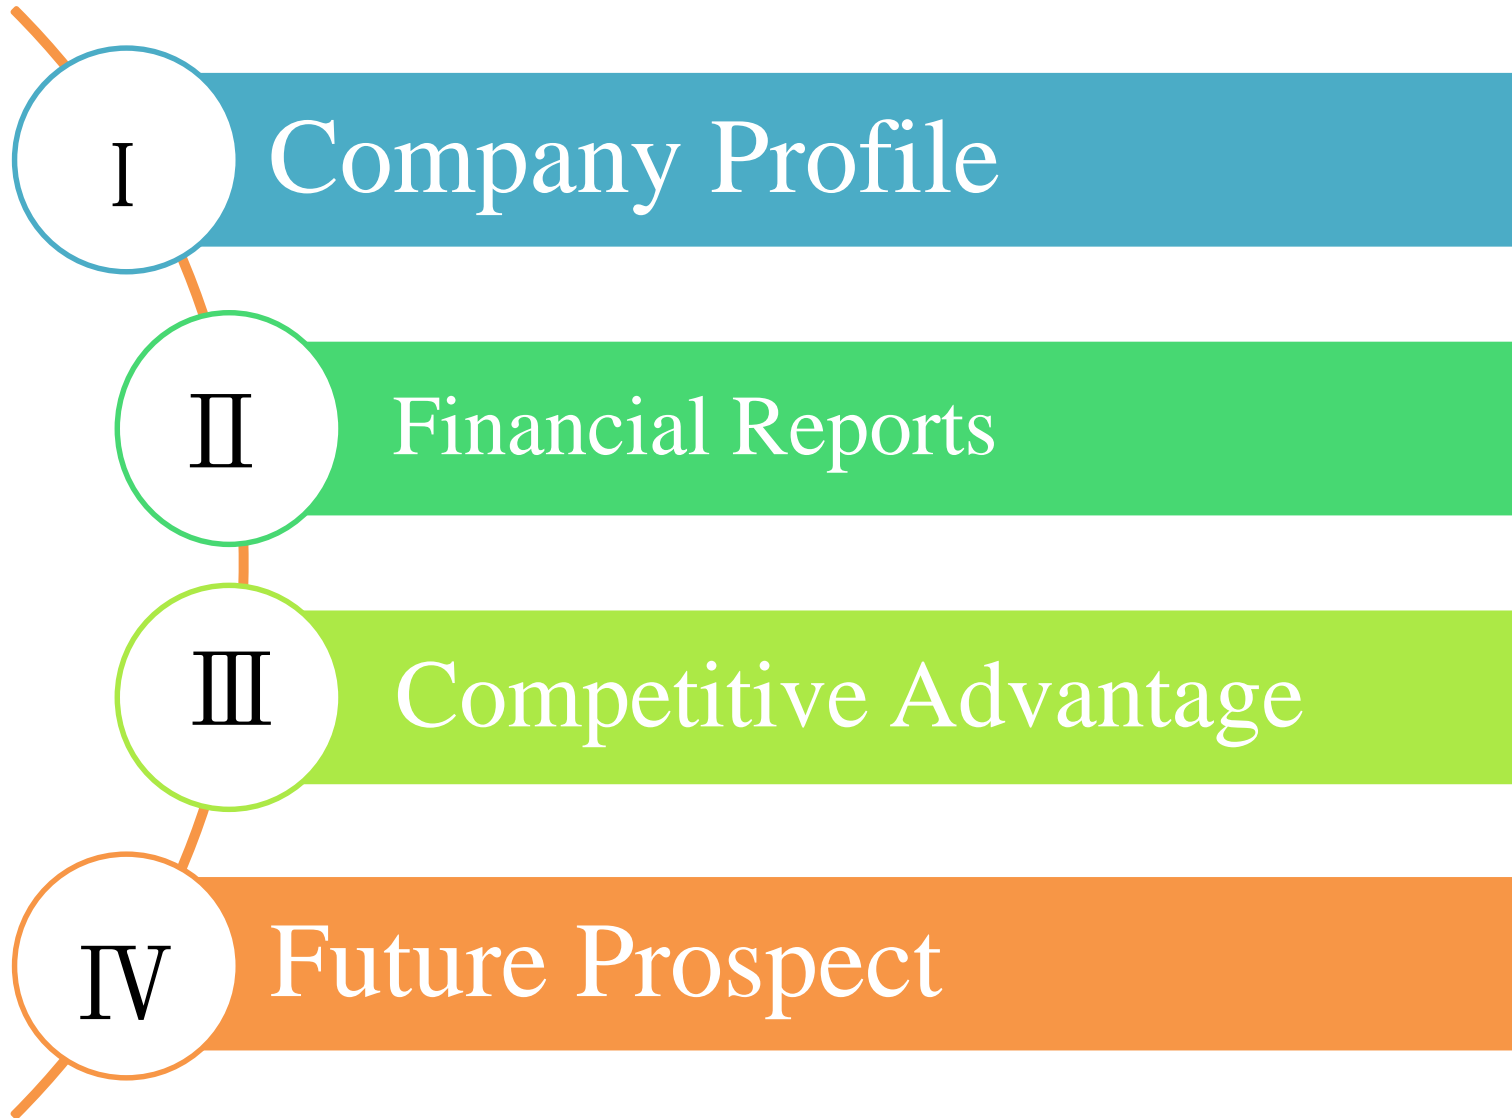 Ⅰ Company Profile
Ⅱ Financial Reports
Ⅲ Competitive Advantage
Ⅳ Future Prospect